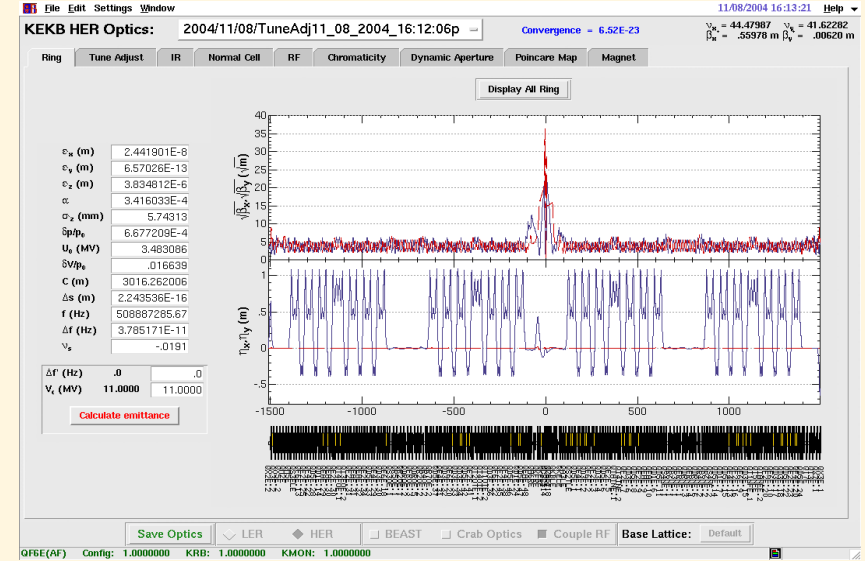 File Edit Settings Window 11/08/2004 16:13:21 Help
KEKB HER Optics: 2004/11/08/TuneAdj11_08_2004_16:12:06p Convergence = 6.52E-23 νx = 44.47987 νy = 41.62282
βx* = .55978 m βy* = .00620 m
Ring Tune Adjust IR Normal Cell RF Chromaticity Dynamic Aperture Poincare Map Magnet
Display All Ring
εx (m) 2.441901E-8
εy (m) 6.57026E-13
εz (m) 3.834812E-6
α 3.416033E-4
σz (mm) 5.74313
δp/p₀ 6.677209E-4
U₀ (MV) 3.483086
δV/p₀ .016639
C (m) 3016.262006
Δs (m) 2.243536E-16
f (Hz) 508887285.67
Δf (Hz) 3.785171E-11
νs -.0191
Δf' (Hz) .0 .0
Vc (MV) 11.0000 11.0000
Calculate emittance
√βx,√βy (√m)
40
35
30
25
20
15
10
5
0
ηx,ηy (m)
1
.5
0
-.5
-1500 -1000 -500 0 500 1000
Save Optics LER HER BEAST Crab Optics Couple RF Base Lattice: Default
QF6E(AF) Config: 1.0000000 KRB: 1.0000000 KMON: 1.0000000